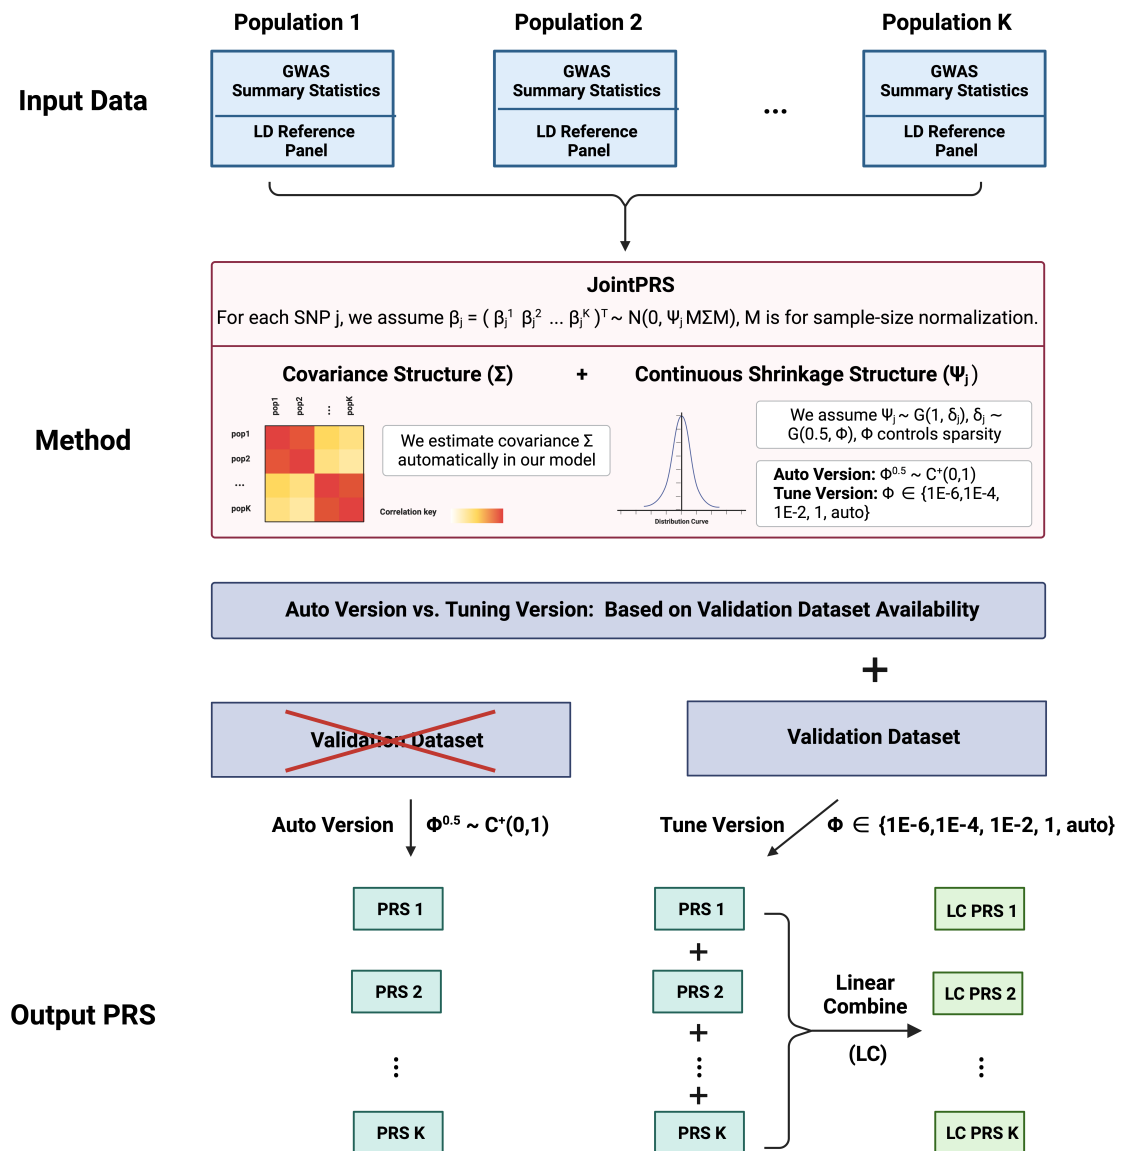 Population 1
Population 2
Population K
Input Data
GWAS
Summary Statistics
LD Reference
Panel
GWAS
Summary Statistics
LD Reference
Panel
...
GWAS
Summary Statistics
LD Reference
Panel
Method
JointPRS
For each SNP j, we assume βⱼ = ( βⱼ¹ βⱼ² ... βⱼᴷ )ᵀ ~ N(0, Ψⱼ MΣM), M is for sample-size normalization.
Covariance Structure (Σ)
+
Continuous Shrinkage Structure (Ψⱼ)
pop1
pop2
...
popK
pop1
pop2
...
popK
We estimate covariance Σ
automatically in our model
Correlation key
Distribution Curve
We assume Ψⱼ ~ G(1, δⱼ), δⱼ ~
G(0.5, Φ), Φ controls sparsity
Auto Version: Φ⁰·⁵ ~ C⁺(0,1)
Tune Version: Φ ∈ {1E-6,1E-4,
1E-2, 1, auto}
Auto Version vs. Tuning Version: Based on Validation Dataset Availability
+
Validation Dataset
Validation Dataset
Auto Version
Φ⁰·⁵ ~ C⁺(0,1)
Tune Version
Φ ∈ {1E-6,1E-4, 1E-2, 1, auto}
Output PRS
PRS 1
PRS 2
⋮
PRS K
PRS 1
+
PRS 2
+
⋮
+
PRS K
Linear
Combine
(LC)
LC PRS 1
LC PRS 2
⋮
LC PRS K